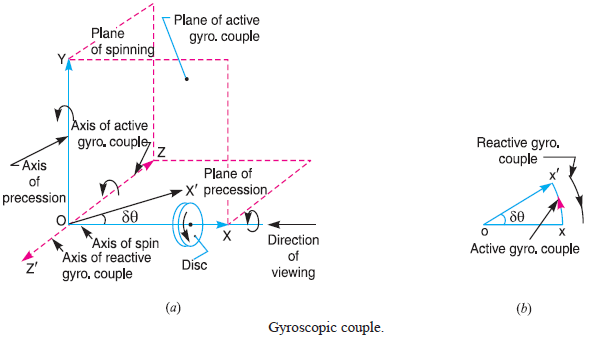 Plane of active
gyro. couple
Plane
of spinning
Y
Axis of active
gyro. couple
Z
Axis
of
precession
Plane of
precession
X′
O
δθ
X
Axis of spin
Z′
Axis of reactive
gyro. couple
Disc
Direction
of
viewing
(a)
Reactive gyro.
couple
x′
δθ
o
x
Active gyro. couple
(b)
Gyroscopic couple.